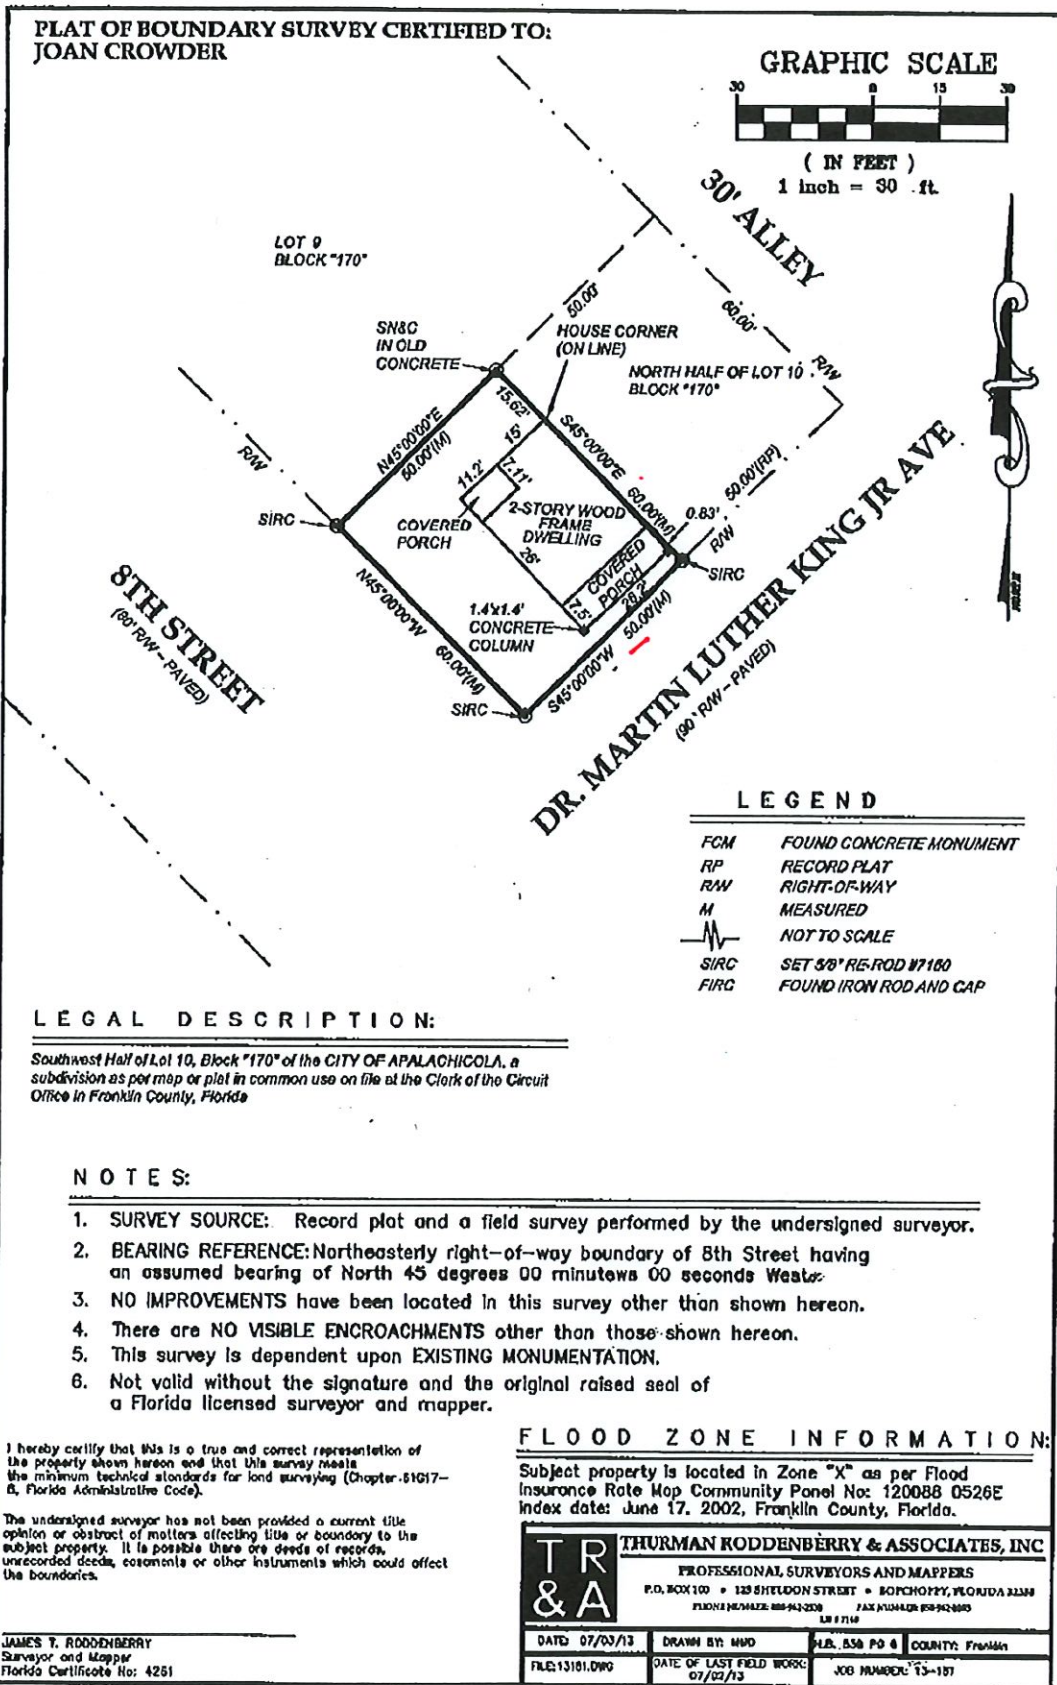 PLAT OF BOUNDARY SURVEY CERTIFIED TO:
JOAN CROWDER
GRAPHIC SCALE
30 0 15 30
( IN FEET )
1 inch = 30 ft.
30' ALLEY
LOT 9
BLOCK "170"
50.00'
60.00'
SN&C
IN OLD
CONCRETE
HOUSE CORNER
(ON LINE)
NORTH HALF OF LOT 10
BLOCK "170"
R/W
R/W
15.62'
N45°00'00"E
50.00'(M)
S45°00'00"E
60.00'(M)
50.00'(RP)
15'
11.2'
7.11'
0.83'
R/W
SIRC
COVERED
PORCH
2-STORY WOOD
FRAME
DWELLING
26'
COVERED
PORCH
SIRC
7.5'
28.2'
8TH STREET
(80' R/W - PAVED)
N45°00'00"W
60.00'(M)
1.4'x1.4'
CONCRETE
COLUMN
50.00'(M)
S45°00'00"W
SIRC
DR. MARTIN LUTHER KING JR AVE
(90' R/W - PAVED)
LEGEND
FCM FOUND CONCRETE MONUMENT
RP RECORD PLAT
R/W RIGHT-OF-WAY
M MEASURED
NOT TO SCALE
SIRC SET 5/8" RE-ROD #7160
FIRC FOUND IRON ROD AND CAP
LEGAL DESCRIPTION:
Southwest Half of Lot 10, Block "170" of the CITY OF APALACHICOLA, a
subdivision as per map or plat in common use on file at the Clerk of the Circuit
Office in Franklin County, Florida
NOTES:
1. SURVEY SOURCE: Record plat and a field survey performed by the undersigned surveyor.
2. BEARING REFERENCE: Northeasterly right-of-way boundary of 8th Street having
an assumed bearing of North 45 degrees 00 minutews 00 seconds West.
3. NO IMPROVEMENTS have been located in this survey other than shown hereon.
4. There are NO VISIBLE ENCROACHMENTS other than those shown hereon.
5. This survey is dependent upon EXISTING MONUMENTATION.
6. Not valid without the signature and the original raised seal of
a Florida licensed surveyor and mapper.
I hereby certify that this is a true and correct representation of
the property shown hereon and that this survey meets
the minimum technical standards for land surveying (Chapter 61G17-
6, Florida Administrative Code).
The undersigned surveyor has not been provided a current title
opinion or abstract of matters affecting title or boundary to the
subject property. It is possible there are deeds of records,
unrecorded deeds, easments or other instruments which could affect
the boundaries.
JAMES T. RODDENBERRY
Surveyor and Mapper
Florida Certificate No: 4261
FLOOD ZONE INFORMATION:
Subject property is located in Zone "X" as per Flood
Insurance Rate Map Community Panel No: 120088 0526E
index date: June 17, 2002, Franklin County, Florida.
TR
&A
THURMAN RODDENBERRY & ASSOCIATES, INC
PROFESSIONAL SURVEYORS AND MAPPERS
P.O. BOX 100 • 125 SHELDON STREET • SOPCHOPPY, FLORIDA 32358
PHONE NUMBER: 850-962-2538 FAX NUMBER:
LB # 7160
DATE: 07/03/13 DRAWN BY: N.B. 558 PG 6 COUNTY: Franklin
FILE: 13181.DWG DATE OF LAST FIELD WORK:
07/02/13 JOB NUMBER: